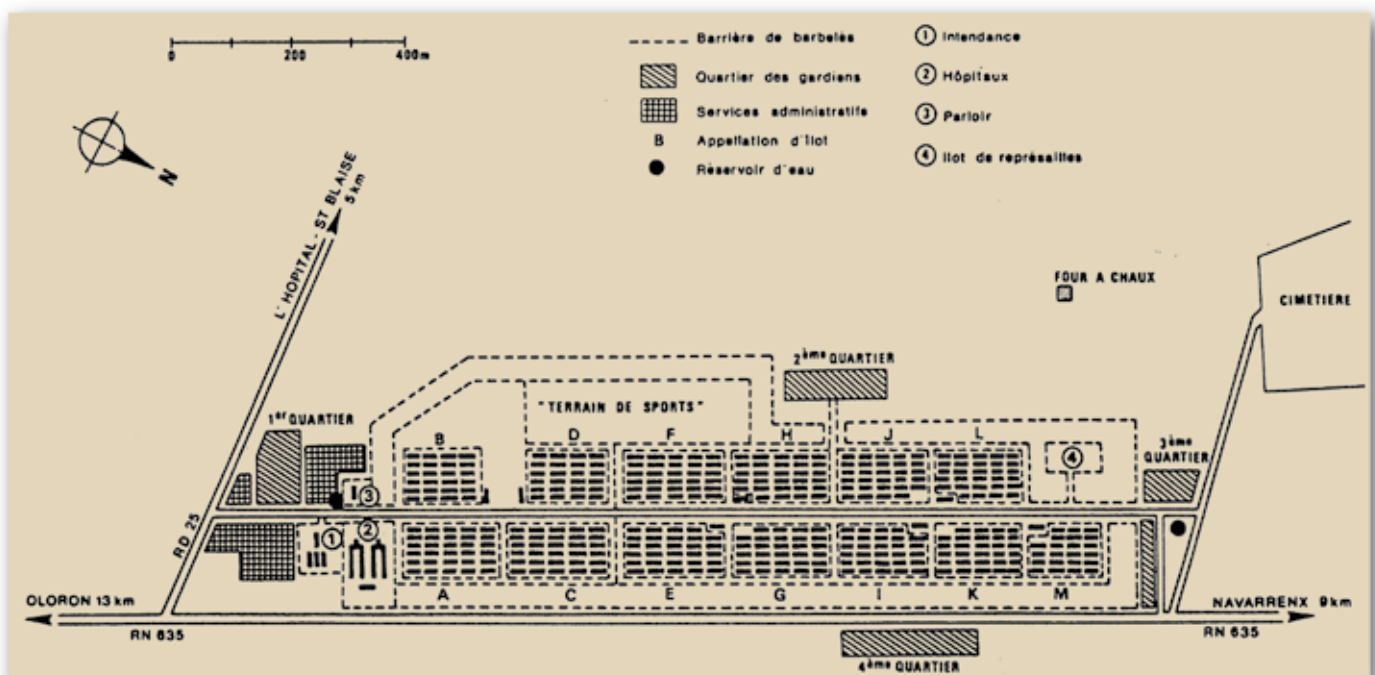 0 200 400m
Barrière de barbelés
Quartier des gardiens
Services administratifs
B Appellation d'îlot
Réservoir d'eau
1 Intendance
2 Hôpitaux
3 Parloir
4 Ilot de représailles
N
L'HOPITAL-ST BLAISE
5 km
FOUR A CHAUX
CIMETIERE
2ème QUARTIER
"TERRAIN DE SPORTS"
1er QUARTIER
B D F H J L
3ème
QUARTIER
4
3
2
1
RD 25
A C E G I K M
OLORON 13 km
NAVARRENX 9km
RN 635
RN 635
4ème QUARTIER